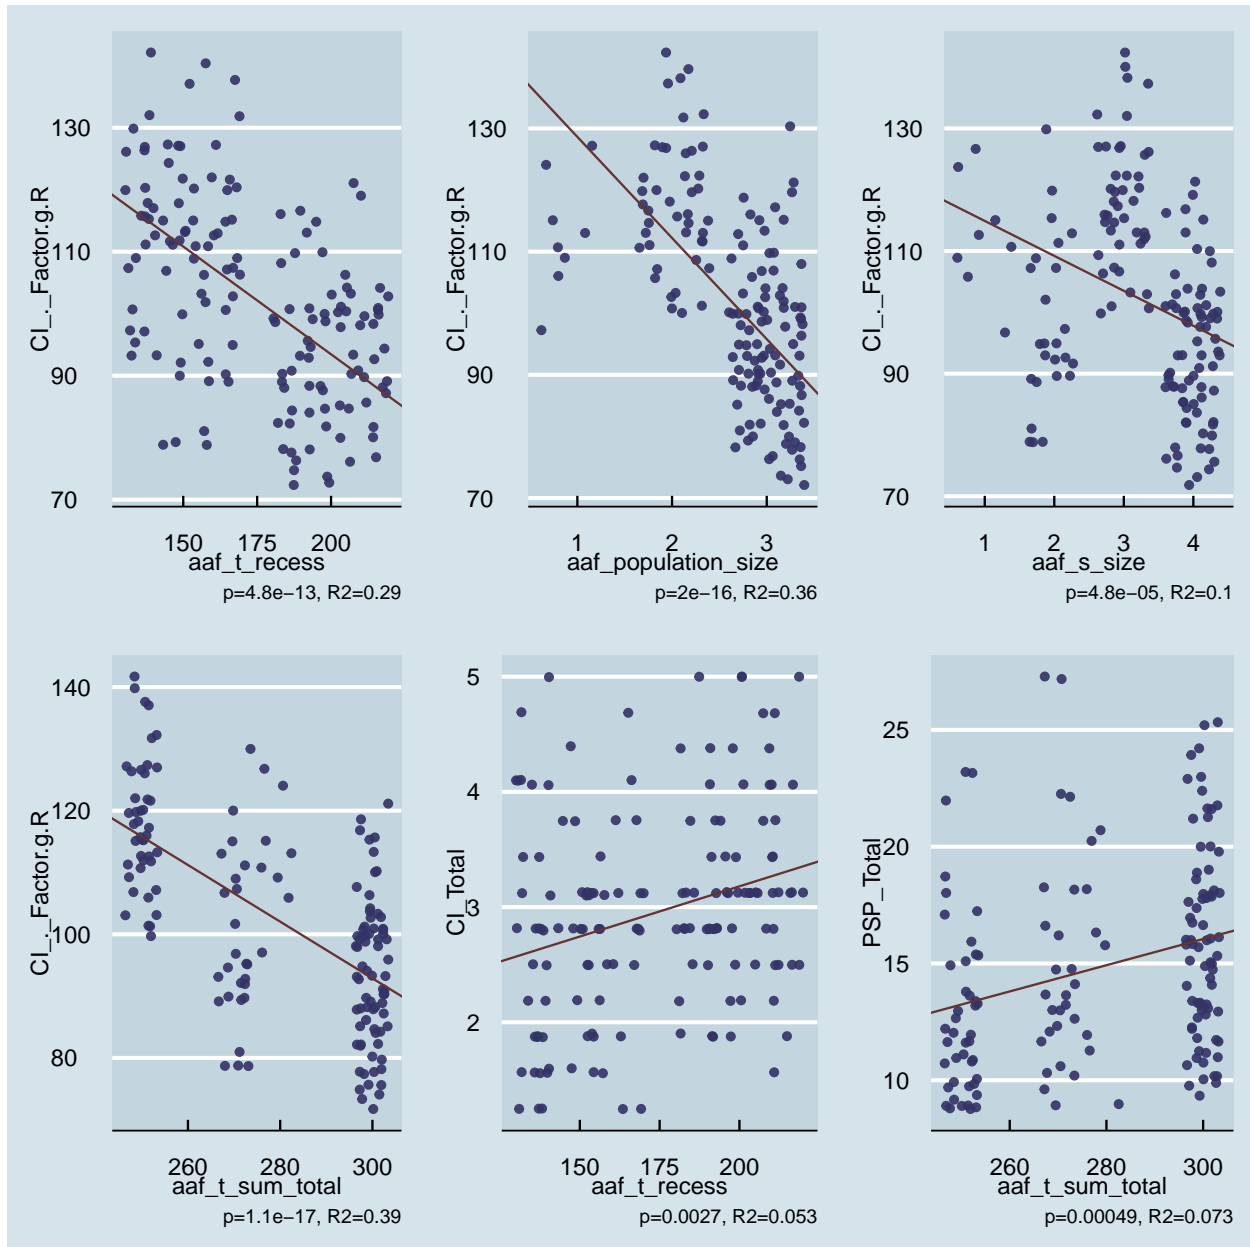 130
110
90
70
CI_._Factor.g.R
150 175 200
aaf_t_recess
p=4.8e−13, R2=0.29
130
110
90
70
CI_._Factor.g.R
1 2 3
aaf_population_size
p=2e−16, R2=0.36
130
110
90
70
CI_._Factor.g.R
1 2 3 4
aaf_s_size
p=4.8e−05, R2=0.1
140
120
100
80
CI_._Factor.g.R
260 280 300
aaf_t_sum_total
p=1.1e−17, R2=0.39
5
4
3
2
CI_Total
150 175 200
aaf_t_recess
p=0.0027, R2=0.053
25
20
15
10
PSP_Total
260 280 300
aaf_t_sum_total
p=0.00049, R2=0.073